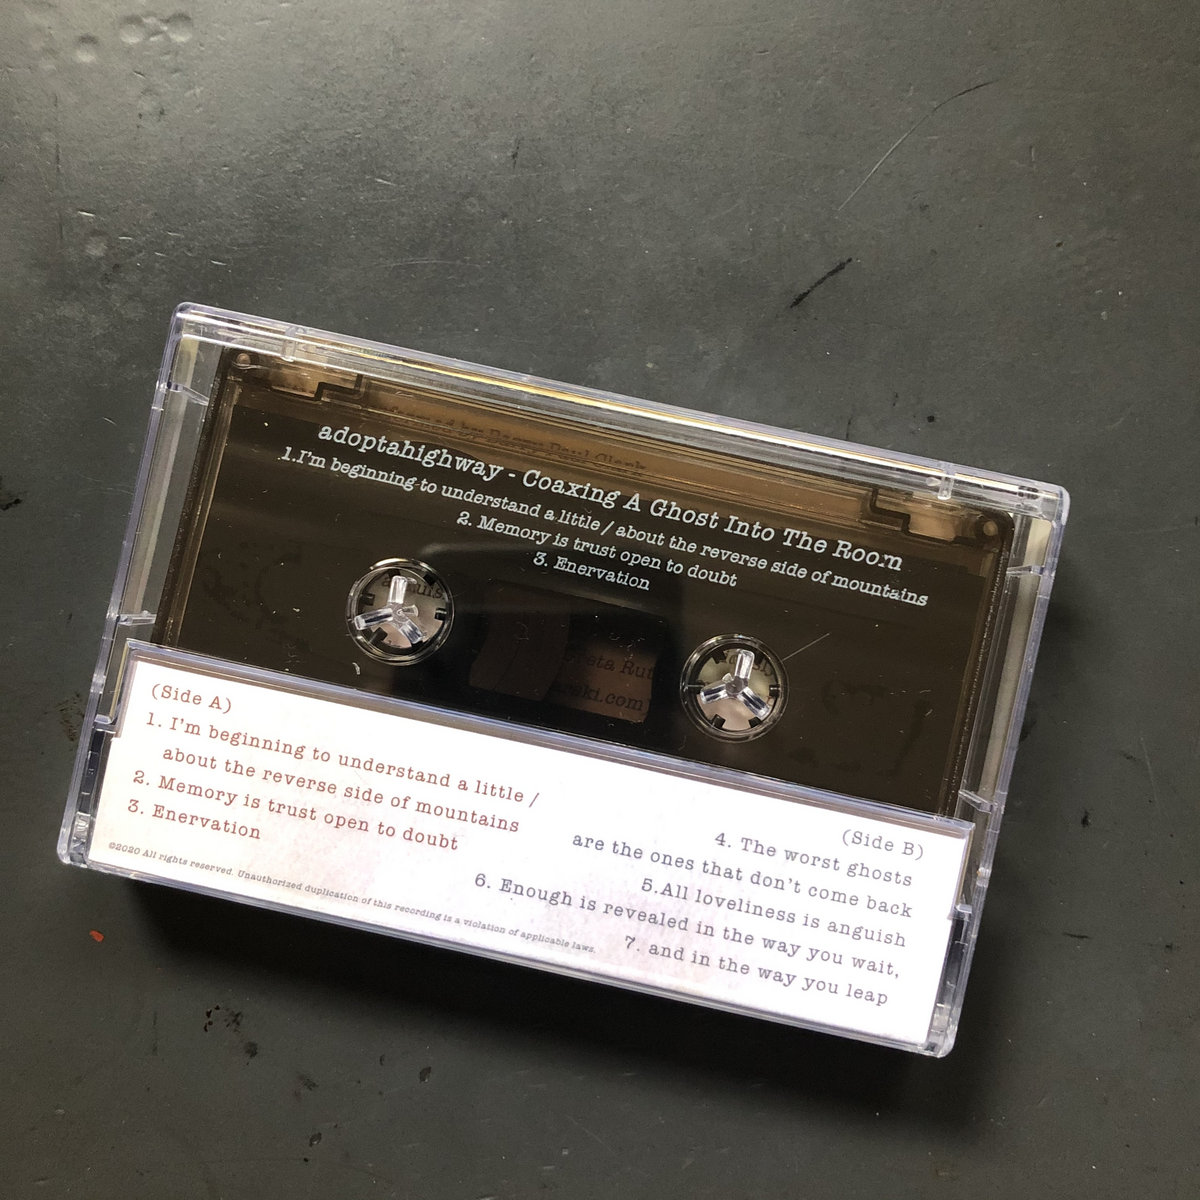 adoptahighway - Coaxing A Ghost Into The Room
1.I'm beginning to understand a little / about the reverse side of mountains
2. Memory is trust open to doubt
3. Enervation
(Side A)
1. I'm beginning to understand a little /
about the reverse side of mountains
2. Memory is trust open to doubt
3. Enervation
©2020 All rights reserved. Unauthorized duplication of this recording is a violation of applicable laws.
(Side B)
4. The worst ghosts
are the ones that don't come back
5.All loveliness is anguish
6. Enough is revealed in the way you wait,
7. and in the way you leap